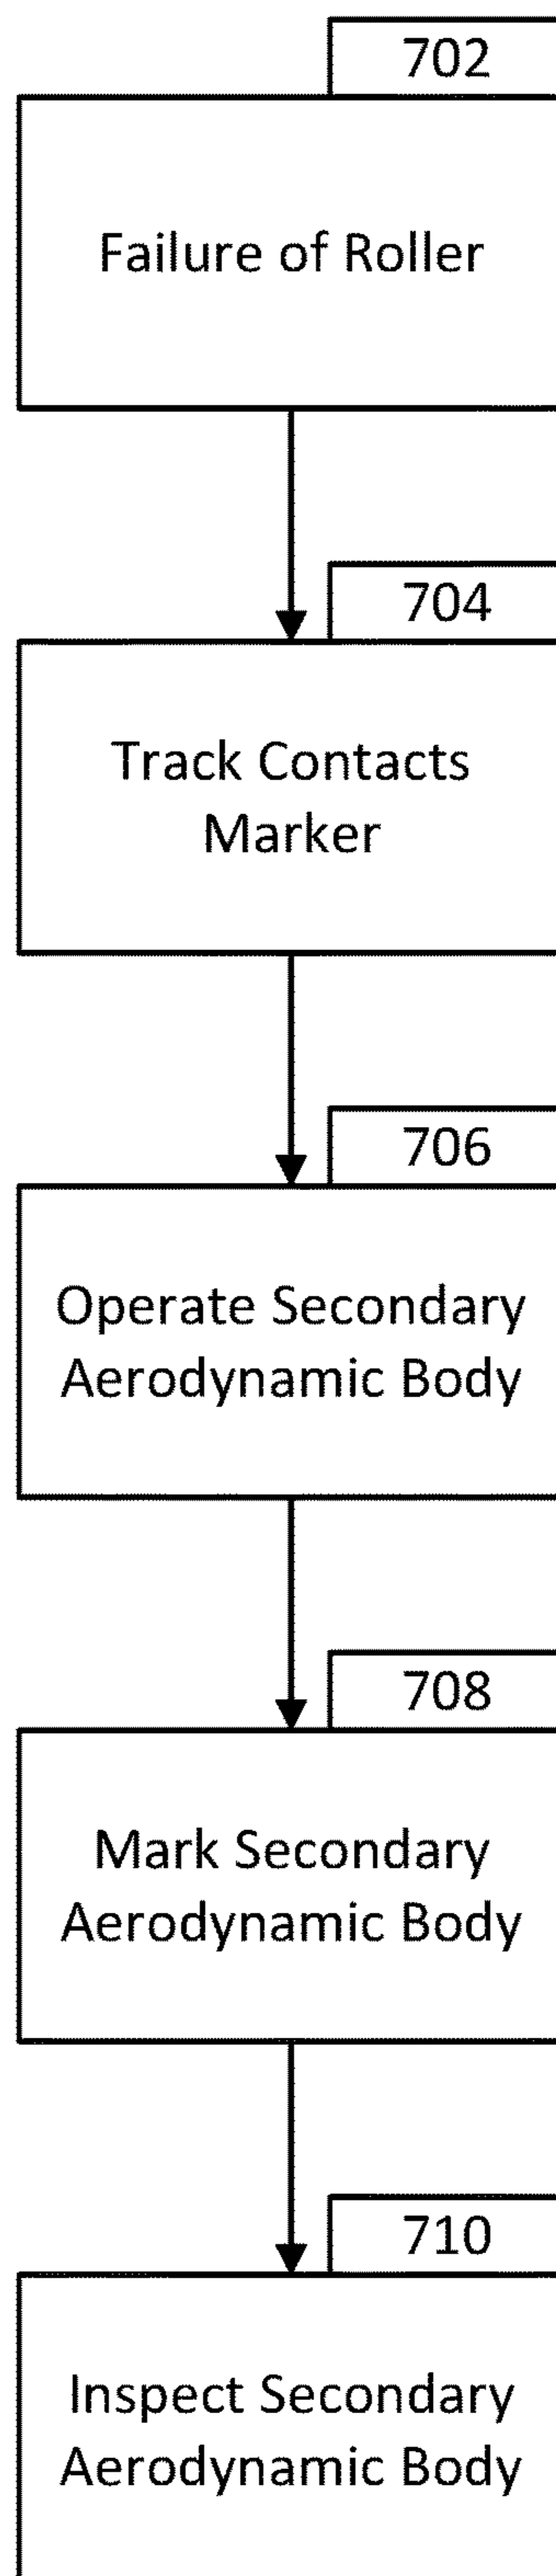 702
Failure of Roller
704
Track Contacts
Marker
706
Operate Secondary
Aerodynamic Body
708
Mark Secondary
Aerodynamic Body
710
Inspect Secondary
Aerodynamic Body